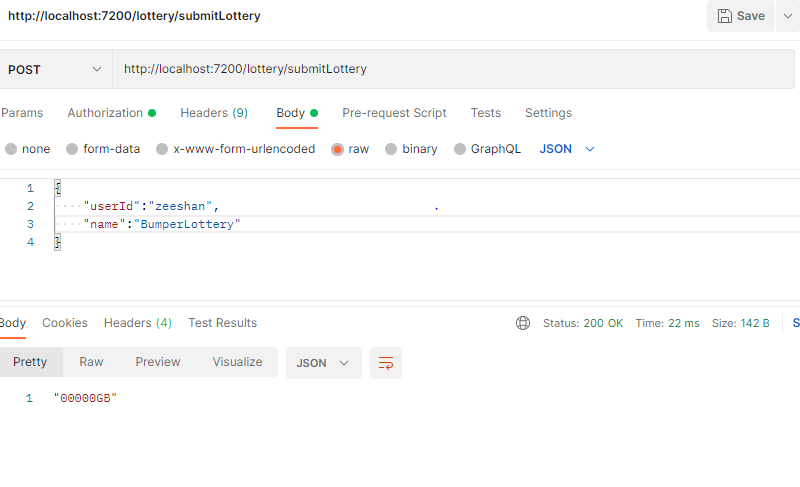 http://localhost:7200/lottery/submitLottery Save
POST http://localhost:7200/lottery/submitLottery
Params Authorization Headers (9) Body Pre-request Script Tests Settings
none form-data x-www-form-urlencoded raw binary GraphQL JSON
1 {
2 "userId":"zeeshan",
3 "name":"BumperLottery"
4 }
Body Cookies Headers (4) Test Results Status: 200 OK Time: 22 ms Size: 142 B S
Pretty Raw Preview Visualize JSON
1 "00000GB"